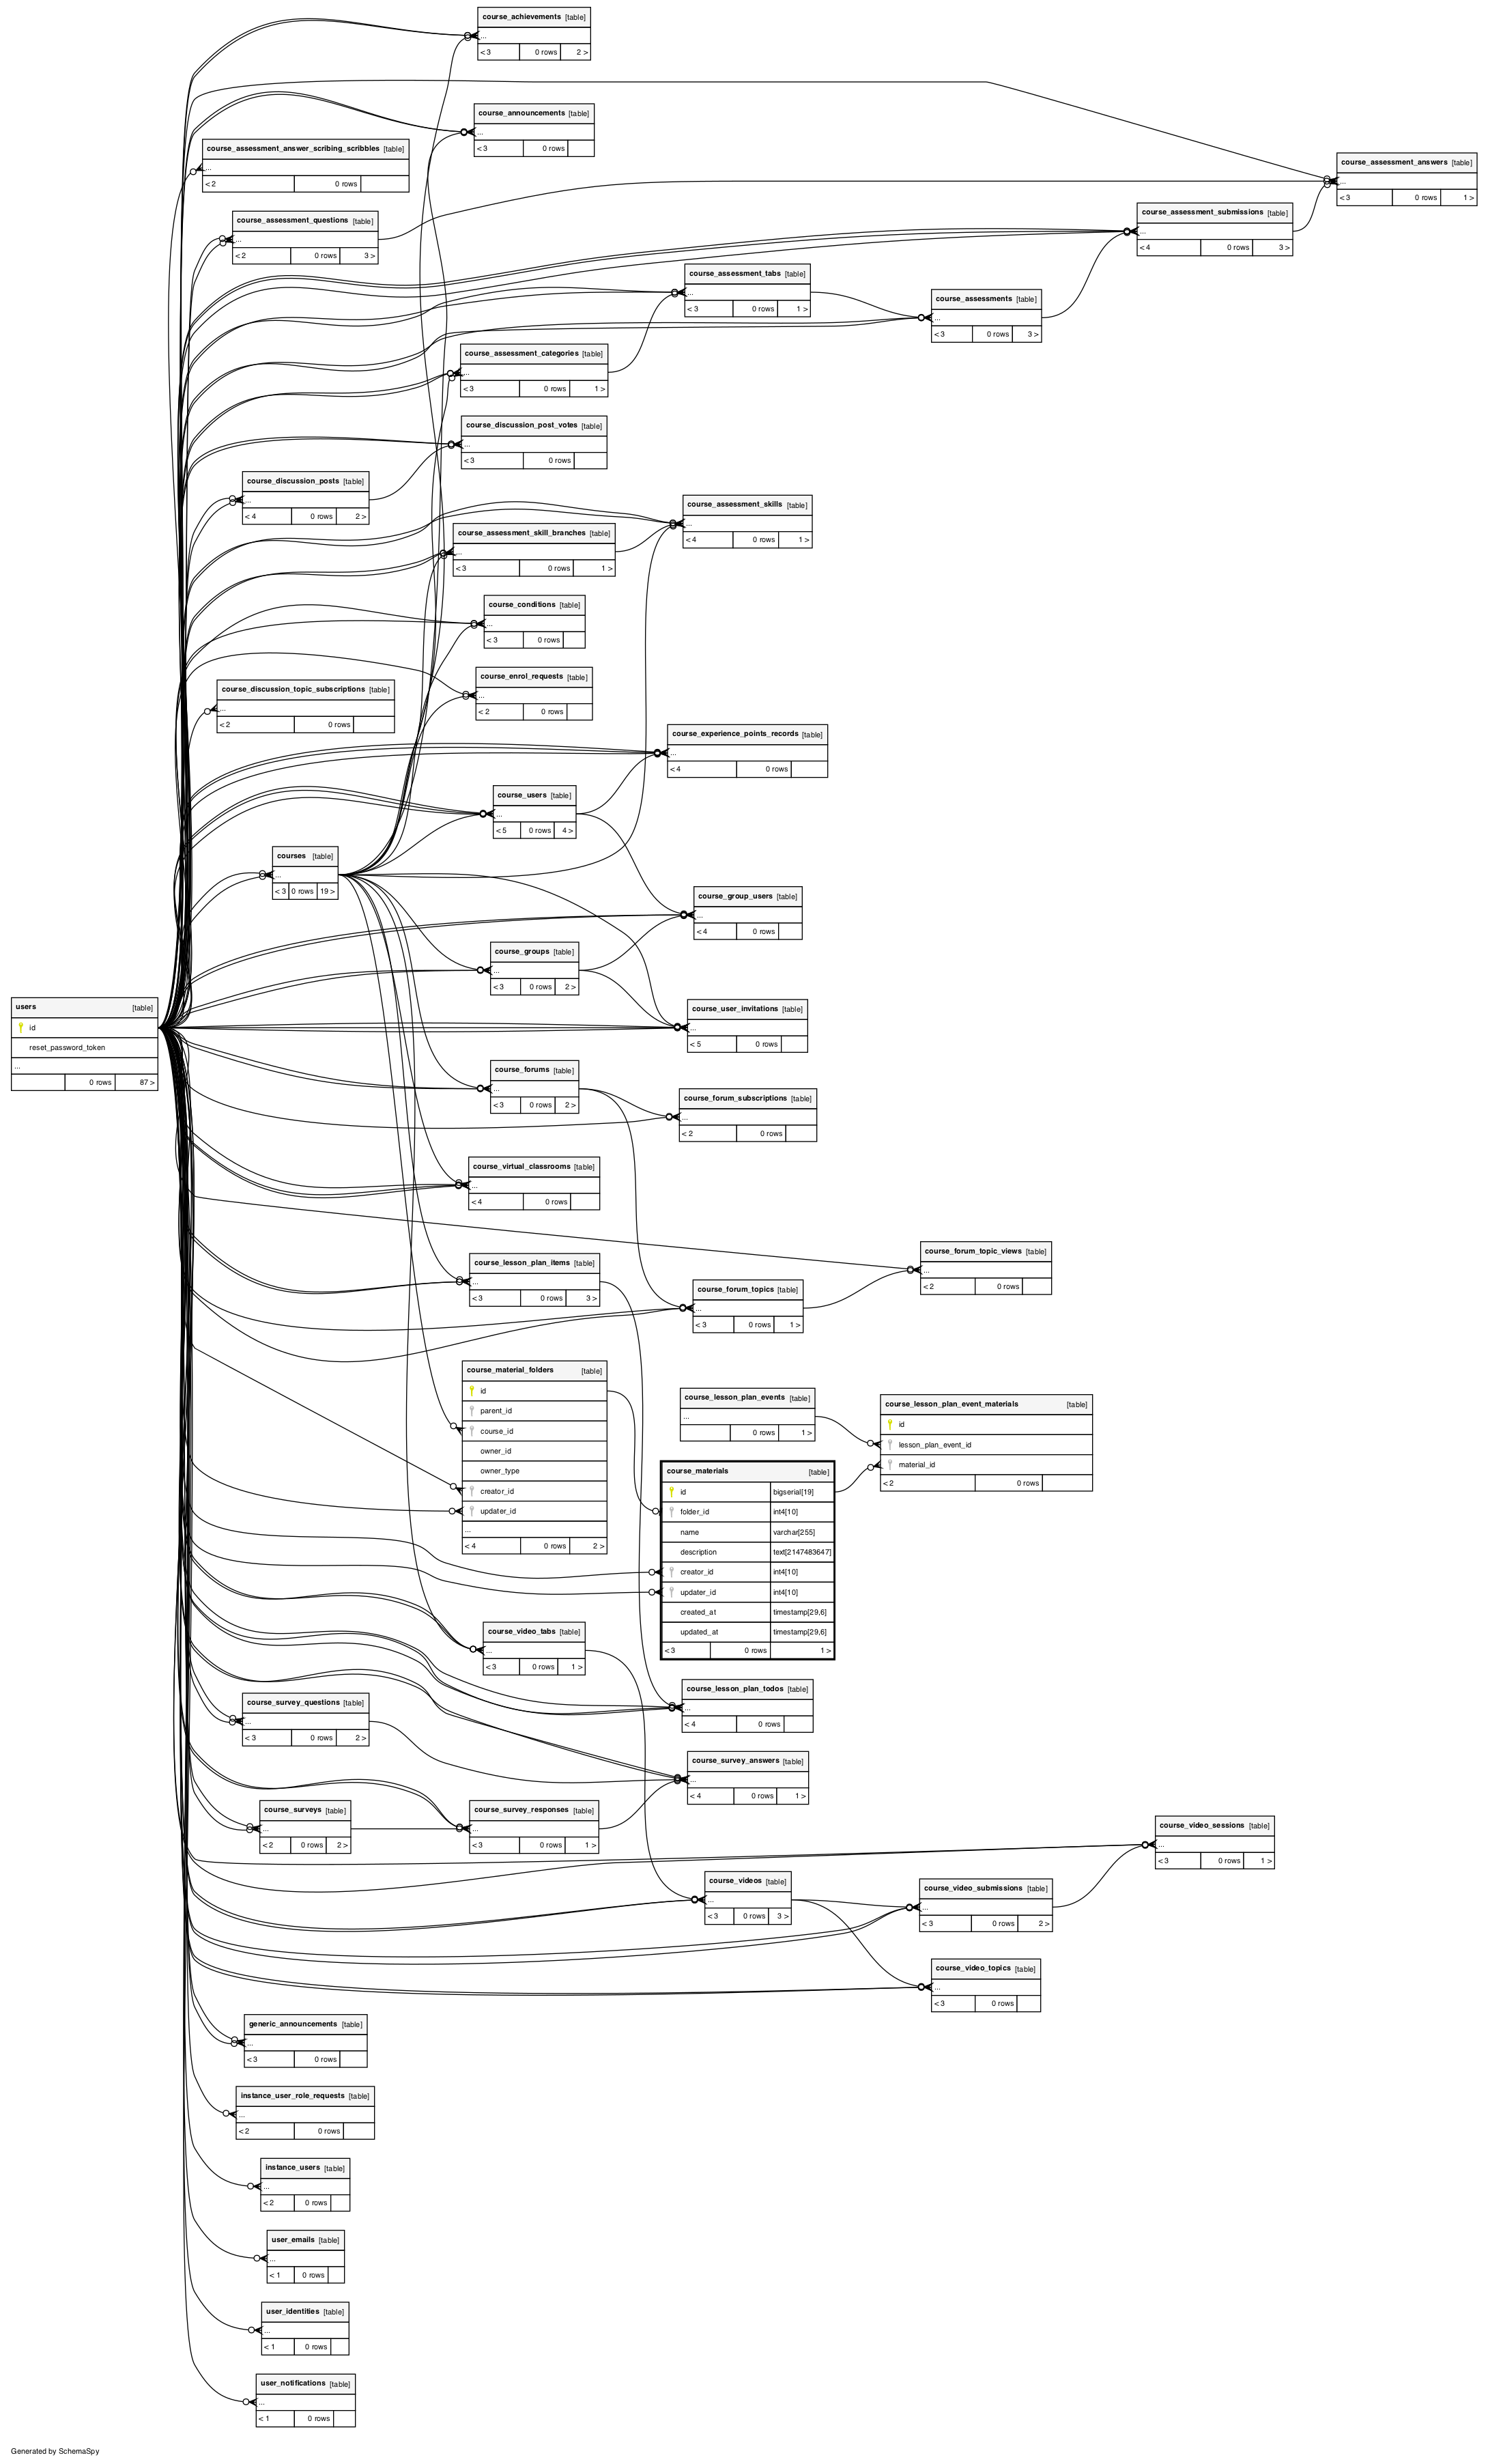 course_achievements [table]
...
< 3 0 rows 2 >
course_announcements [table]
...
< 3 0 rows
course_assessment_answer_scribing_scribbles [table]
...
< 2 0 rows
course_assessment_answers [table]
...
< 3 0 rows 1 >
course_assessment_questions [table]
...
< 2 0 rows 3 >
course_assessment_submissions [table]
...
< 4 0 rows 3 >
course_assessment_tabs [table]
...
< 3 0 rows 1 >
course_assessments [table]
...
< 3 0 rows 3 >
course_assessment_categories [table]
...
< 3 0 rows 1 >
course_discussion_post_votes [table]
...
< 3 0 rows
course_discussion_posts [table]
...
< 4 0 rows 2 >
course_assessment_skills [table]
...
< 4 0 rows 1 >
course_assessment_skill_branches [table]
...
< 3 0 rows 1 >
course_conditions [table]
...
< 3 0 rows
course_enrol_requests [table]
...
< 2 0 rows
course_discussion_topic_subscriptions [table]
...
< 2 0 rows
course_experience_points_records [table]
...
< 4 0 rows
course_users [table]
...
< 5 0 rows 4 >
courses [table]
...
< 3 0 rows 19 >
course_group_users [table]
...
< 4 0 rows
course_groups [table]
...
< 3 0 rows 2 >
users [table]
id
reset_password_token
...
0 rows 87 >
course_user_invitations [table]
...
< 5 0 rows
course_forums [table]
...
< 3 0 rows 2 >
course_forum_subscriptions [table]
...
< 2 0 rows
course_virtual_classrooms [table]
...
< 4 0 rows
course_forum_topic_views [table]
...
< 2 0 rows
course_lesson_plan_items [table]
...
< 3 0 rows 3 >
course_forum_topics [table]
...
< 3 0 rows 1 >
course_material_folders [table]
id
parent_id
course_id
owner_id
owner_type
creator_id
updater_id
...
< 4 0 rows 2 >
course_lesson_plan_events [table]
...
0 rows 1 >
course_lesson_plan_event_materials [table]
id
lesson_plan_event_id
material_id
< 2 0 rows
course_materials [table]
id bigserial[19]
folder_id int4[10]
name varchar[255]
description text[2147483647]
creator_id int4[10]
updater_id int4[10]
created_at timestamp[29,6]
updated_at timestamp[29,6]
< 3 0 rows 1 >
course_video_tabs [table]
...
< 3 0 rows 1 >
course_lesson_plan_todos [table]
...
< 4 0 rows
course_survey_questions [table]
...
< 3 0 rows 2 >
course_survey_answers [table]
...
< 4 0 rows 1 >
course_surveys [table]
...
< 2 0 rows 2 >
course_survey_responses [table]
...
< 3 0 rows 1 >
course_video_sessions [table]
...
< 3 0 rows 1 >
course_videos [table]
...
< 3 0 rows 3 >
course_video_submissions [table]
...
< 3 0 rows 2 >
course_video_topics [table]
...
< 3 0 rows
generic_announcements [table]
...
< 3 0 rows
instance_user_role_requests [table]
...
< 2 0 rows
instance_users [table]
...
< 2 0 rows
user_emails [table]
...
< 1 0 rows
user_identities [table]
...
< 1 0 rows
user_notifications [table]
...
< 1 0 rows
Generated by SchemaSpy